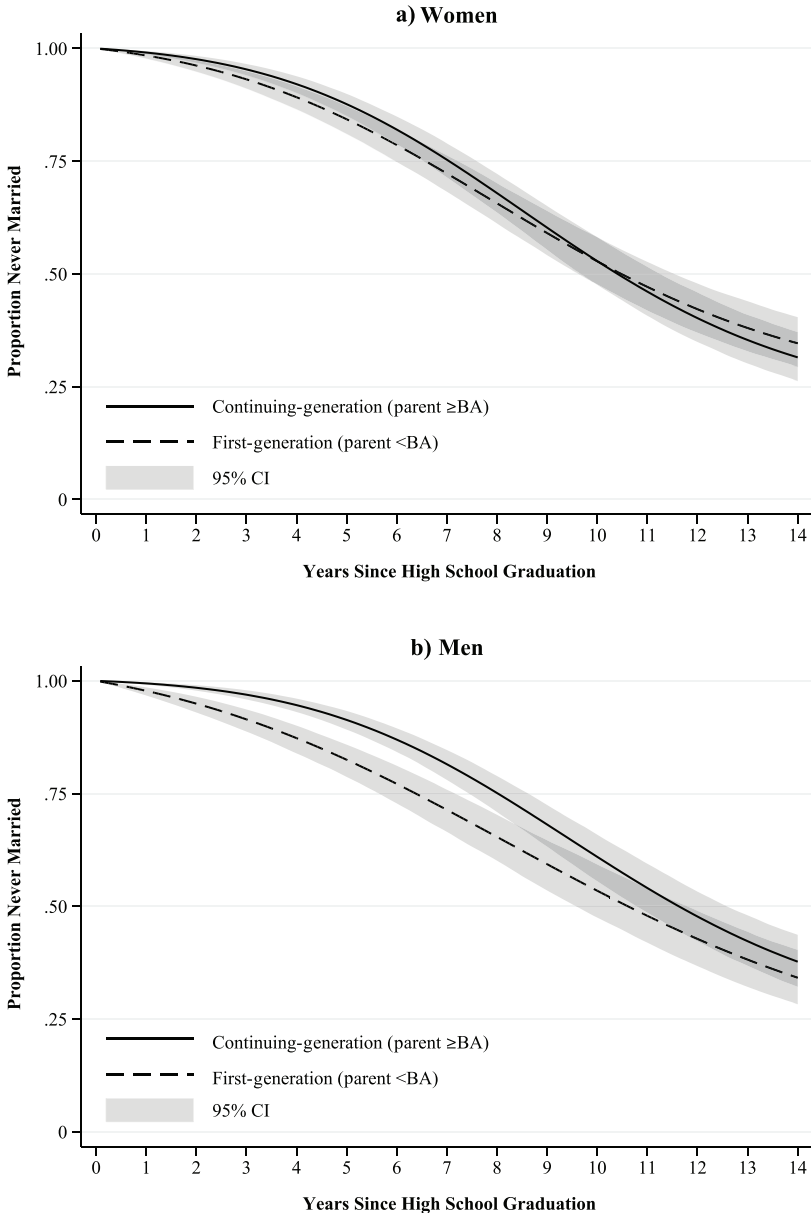 a) Women
1.00
.75
.50
.25
0
Proportion Never Married
Continuing-generation (parent ≥BA)
First-generation (parent <BA)
95% CI
0 1 2 3 4 5 6 7 8 9 10 11 12 13 14
Years Since High School Graduation
b) Men
1.00
.75
.50
.25
0
Proportion Never Married
Continuing-generation (parent ≥BA)
First-generation (parent <BA)
95% CI
0 1 2 3 4 5 6 7 8 9 10 11 12 13 14
Years Since High School Graduation